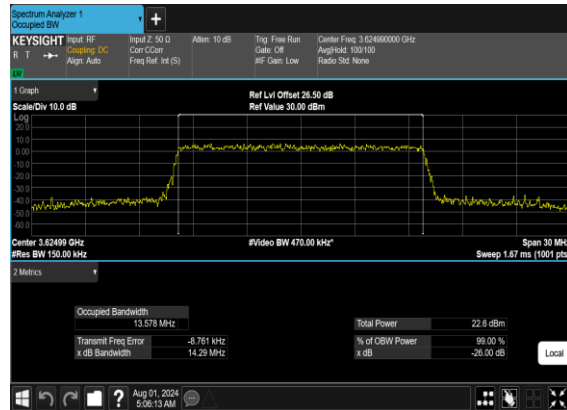 Spectrum Analyzer 1
Occupied BW
+
KEYSIGHT Input: RF Input Z: 50 Ω Atten: 10 dB Trig: Free Run Center Freq: 3.624990000 GHz
R T Coupling: DC Corr CCorr Gate: Off Avg|Hold: 100/100
Align: Auto Freq Ref: Int (S) #IF Gain: Low Radio Std: None
LW
1 Graph
Ref Lvl Offset 26.50 dB
Scale/Div 10.0 dB Ref Value 30.00 dBm
Log
20.0
10.0
0.00
-10.0
-20.0
-30.0
-40.0
-50.0
-60.0
Center 3.62499 GHz #Video BW 470.00 kHz* Span 30 MHz
#Res BW 150.00 kHz Sweep 1.67 ms (1001 pts
2 Metrics
Occupied Bandwidth
13.578 MHz Total Power 22.6 dBm
Transmit Freq Error -8.761 kHz % of OBW Power 99.00 %
x dB Bandwidth 14.29 MHz x dB -26.00 dB
Local
? Aug 01, 2024
5:06:13 AM